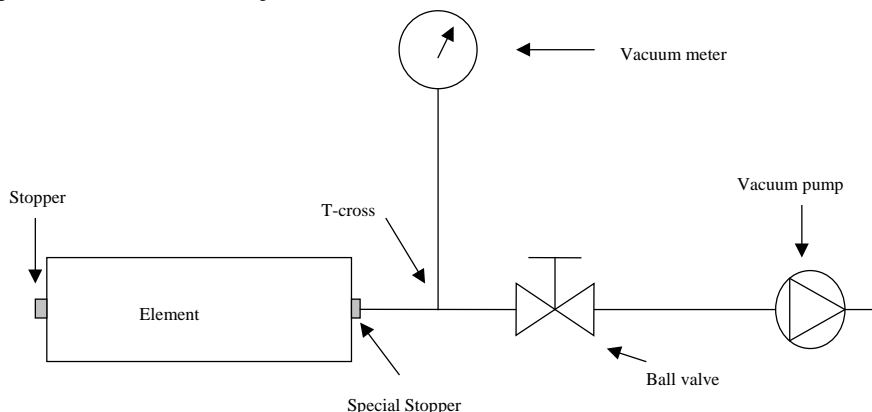 Vacuum meter
Vacuum pump
Stopper
T-cross
Element
Ball valve
Special Stopper